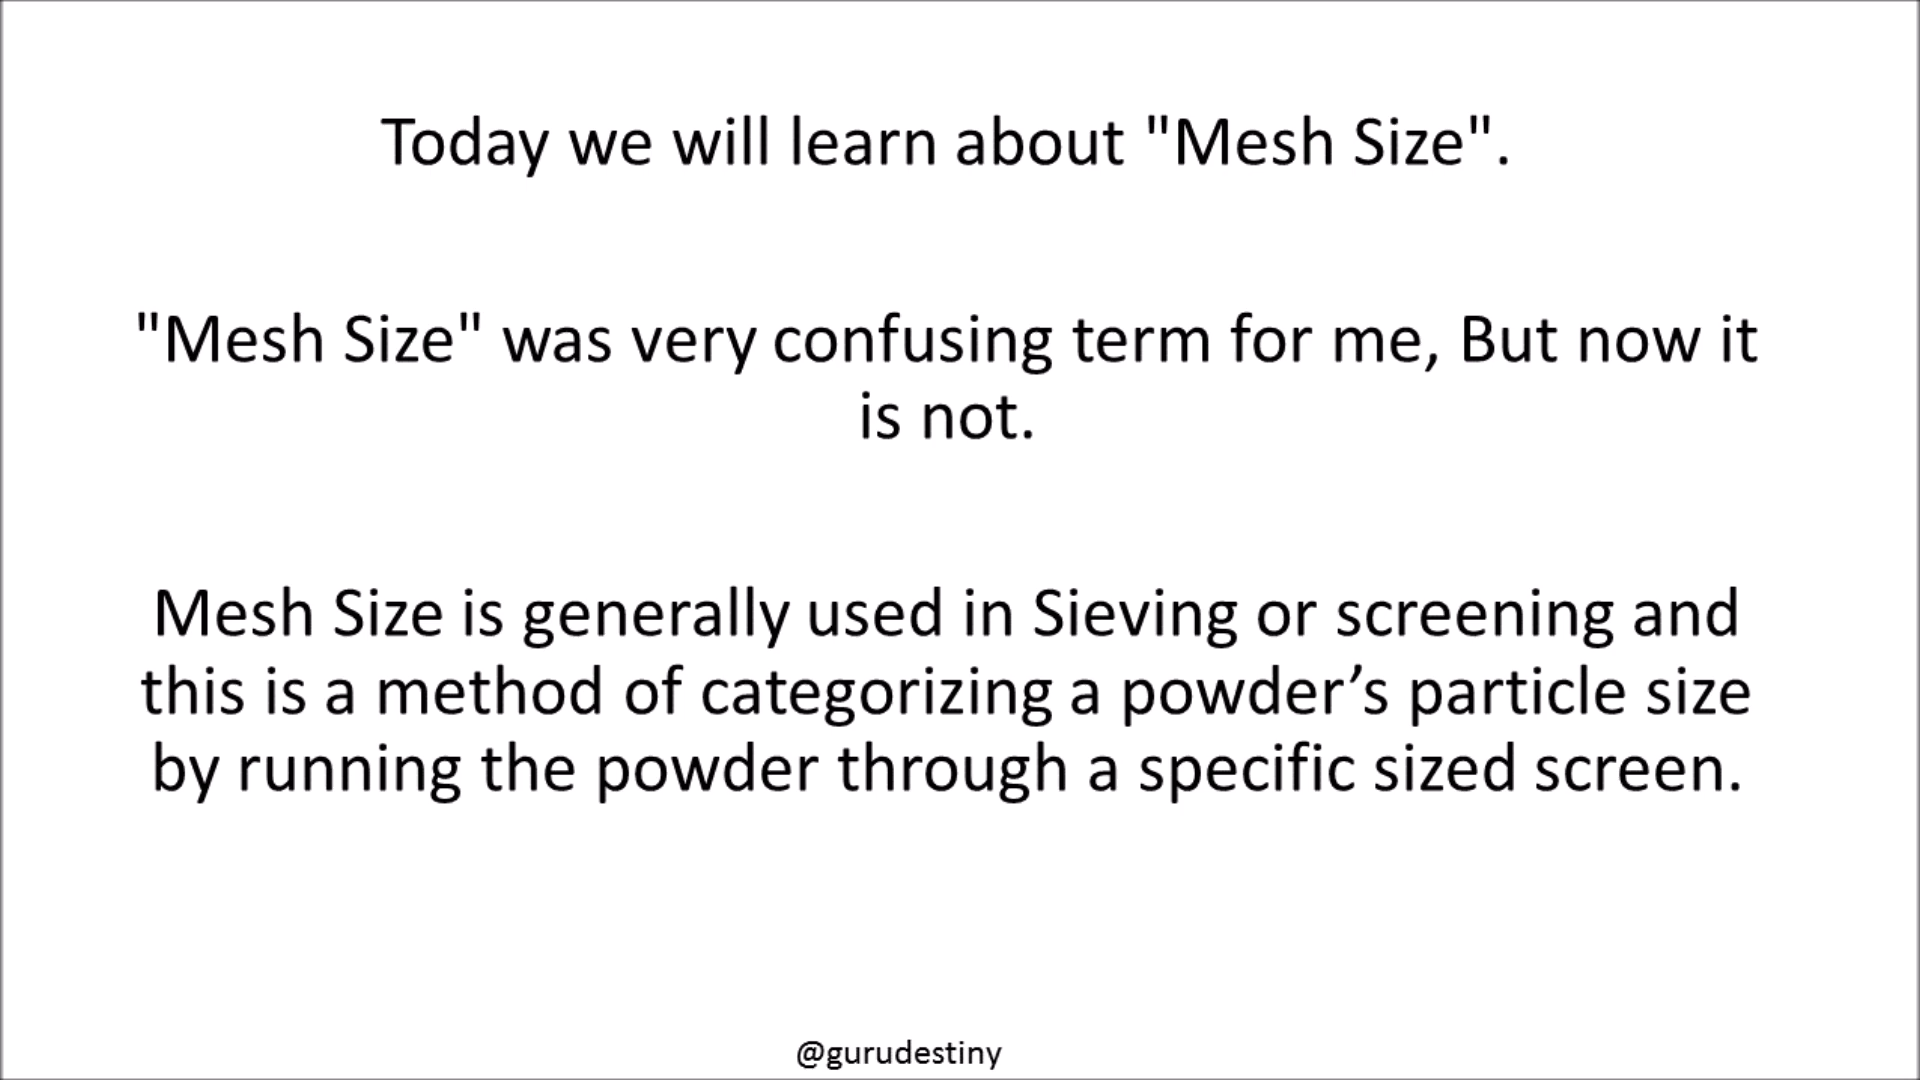 Today we will learn about "Mesh Size".
"Mesh Size" was very confusing term for me, But now it
is not.
Mesh Size is generally used in Sieving or screening and
this is a method of categorizing a powder’s particle size
by running the powder through a specific sized screen.
@gurudestiny